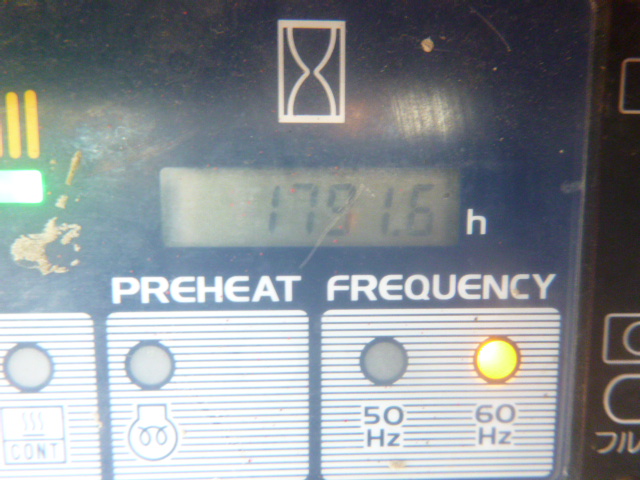 1791.6 h
PREHEAT FREQUENCY
CONT
50 Hz
60 Hz
フル